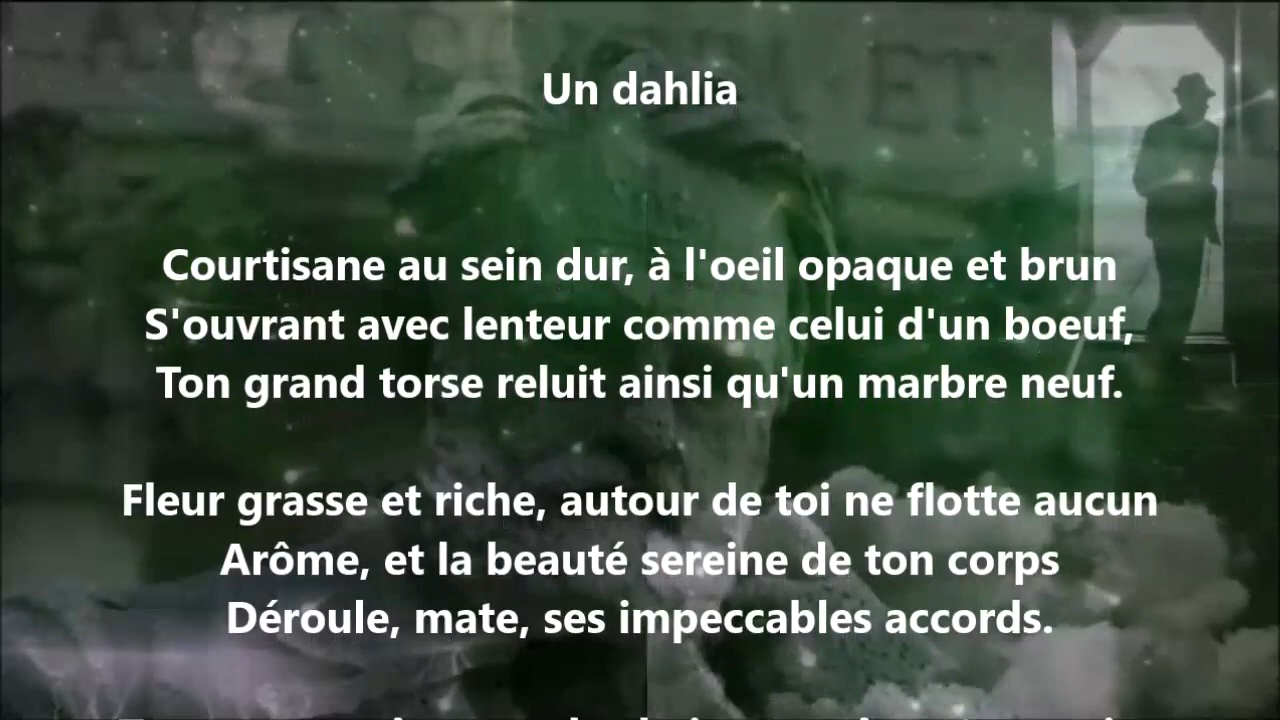 Un dahlia
Courtisane au sein dur, à l'oeil opaque et brun
S'ouvrant avec lenteur comme celui d'un boeuf,
Ton grand torse reluit ainsi qu'un marbre neuf.
Fleur grasse et riche, autour de toi ne flotte aucun
Arôme, et la beauté sereine de ton corps
Déroule, mate, ses impeccables accords.